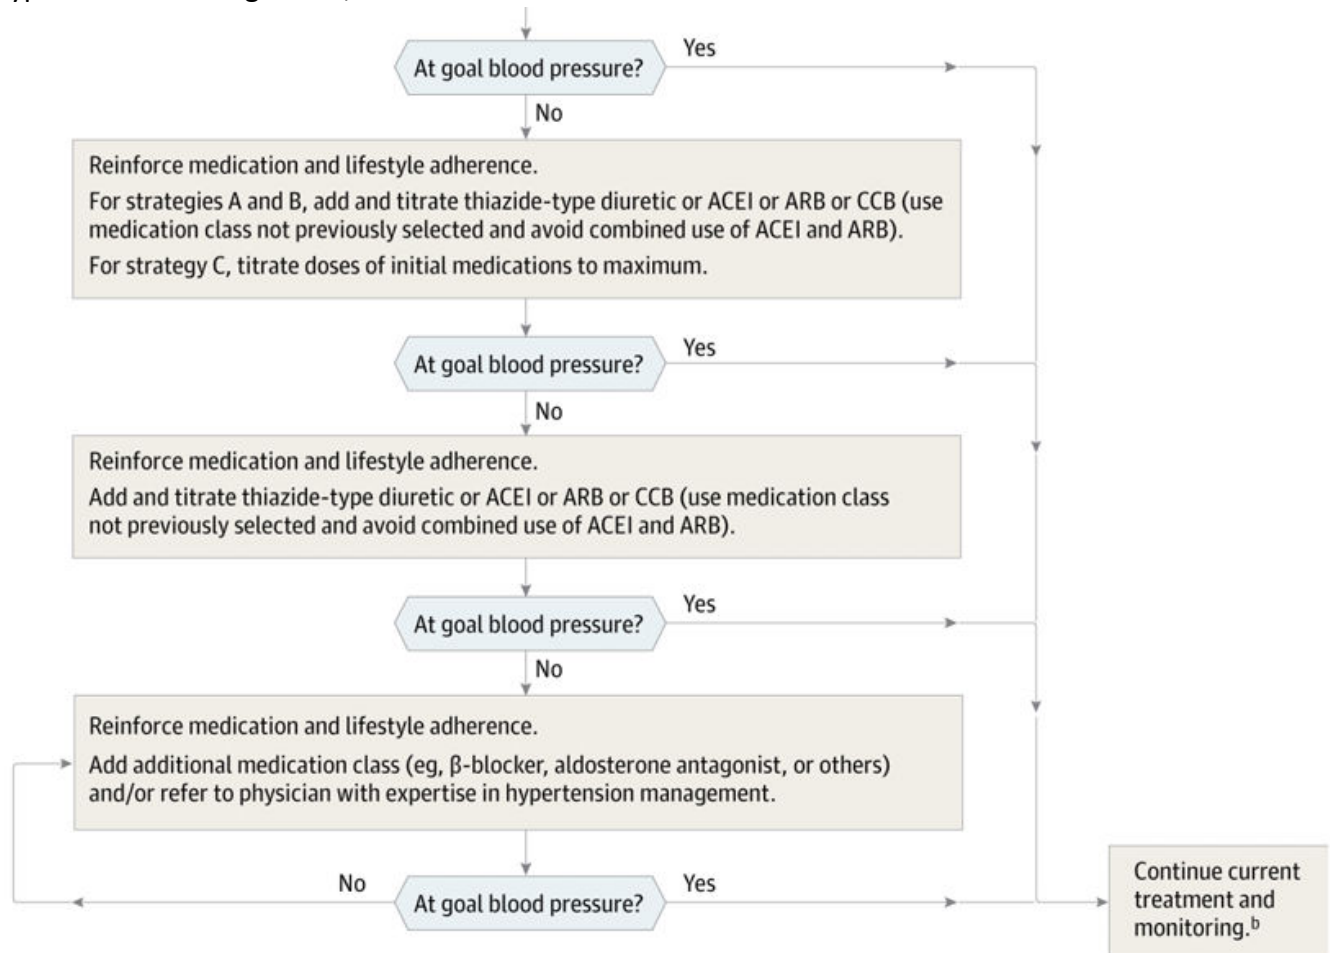 At goal blood pressure?
Yes
No
Reinforce medication and lifestyle adherence.
For strategies A and B, add and titrate thiazide-type diuretic or ACEI or ARB or CCB (use
medication class not previously selected and avoid combined use of ACEI and ARB).
For strategy C, titrate doses of initial medications to maximum.
At goal blood pressure?
Yes
No
Reinforce medication and lifestyle adherence.
Add and titrate thiazide-type diuretic or ACEI or ARB or CCB (use medication class
not previously selected and avoid combined use of ACEI and ARB).
At goal blood pressure?
Yes
No
Reinforce medication and lifestyle adherence.
Add additional medication class (eg, β-blocker, aldosterone antagonist, or others)
and/or refer to physician with expertise in hypertension management.
No
At goal blood pressure?
Yes
Continue current
treatment and
monitoring.ᵇ